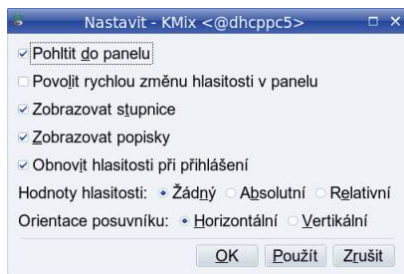 Nastavit - KMix <@dhcppc5>
Pohltit do panelu
Povolit rychlou změnu hlasitosti v panelu
Zobrazovat stupnice
Zobrazovat popisky
Obnovit hlasitosti při přihlášení
Hodnoty hlasitosti: Žádný Absolutní Relativní
Orientace posuvníku: Horizontální Vertikální
OK Použít Zrušit